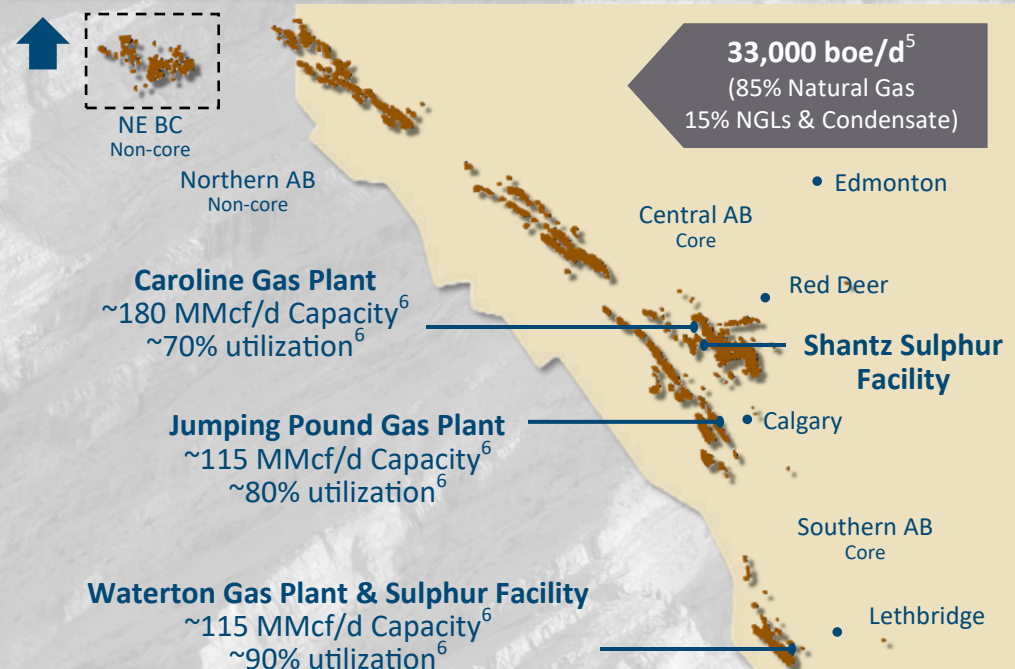 33,000 boe/d5
(85% Natural Gas
15% NGLs & Condensate)
NE BC
Non-core
Northern AB
Non-core
Edmonton
Central AB
Core
Caroline Gas Plant
~180 MMcf/d Capacity6
~70% utilization6
Red Deer
Shantz Sulphur
Facility
Jumping Pound Gas Plant
~115 MMcf/d Capacity6
~80% utilization6
Calgary
Southern AB
Core
Waterton Gas Plant & Sulphur Facility
~115 MMcf/d Capacity6
~90% utilization6
Lethbridge